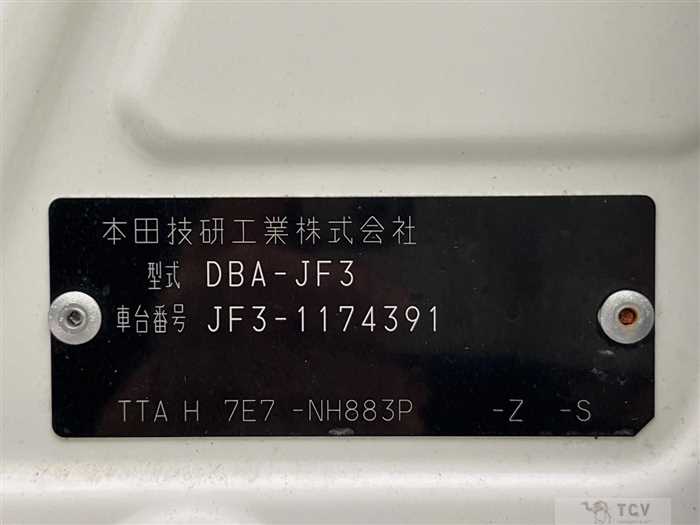 本田技研工業株式会社
型式 DBA-JF3
車台番号 JF3-1174391
TTA H 7E7 -NH883P -Z -S
TCV